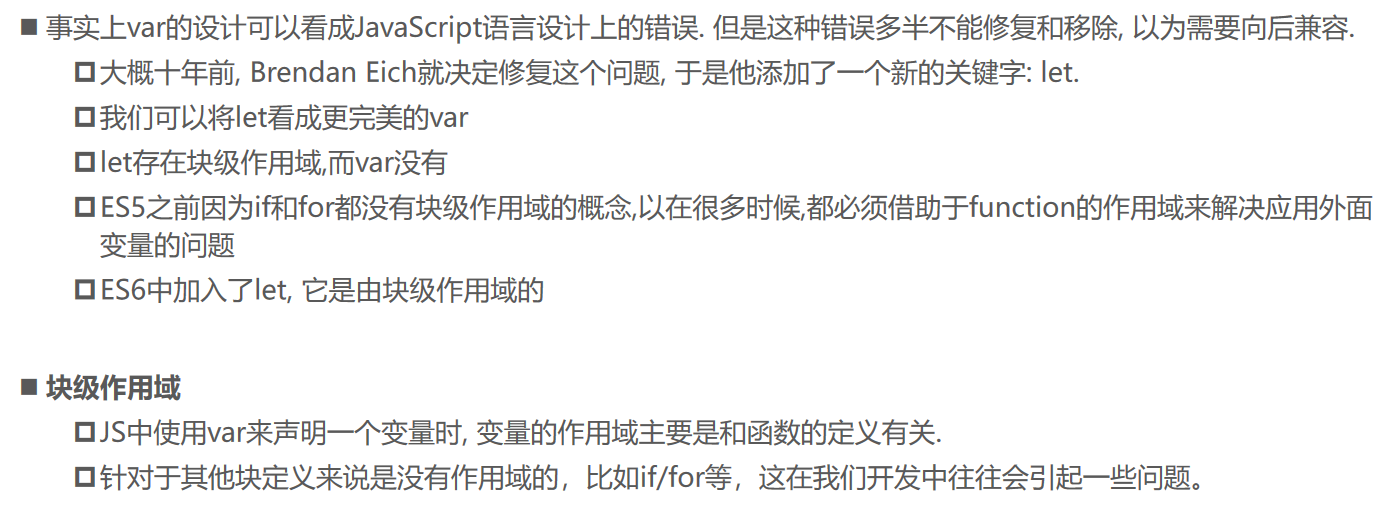 事实上var的设计可以看成JavaScript语言设计上的错误. 但是这种错误多半不能修复和移除, 以为需要向后兼容.
大概十年前, Brendan Eich就决定修复这个问题, 于是他添加了一个新的关键字: let.
我们可以将let看成更完美的var
let存在块级作用域,而var没有
ES5之前因为if和for都没有块级作用域的概念,以在很多时候,都必须借助于function的作用域来解决应用外面
变量的问题
ES6中加入了let, 它是由块级作用域的
块级作用域
JS中使用var来声明一个变量时, 变量的作用域主要是和函数的定义有关.
针对于其他块定义来说是没有作用域的，比如if/for等，这在我们开发中往往会引起一些问题。